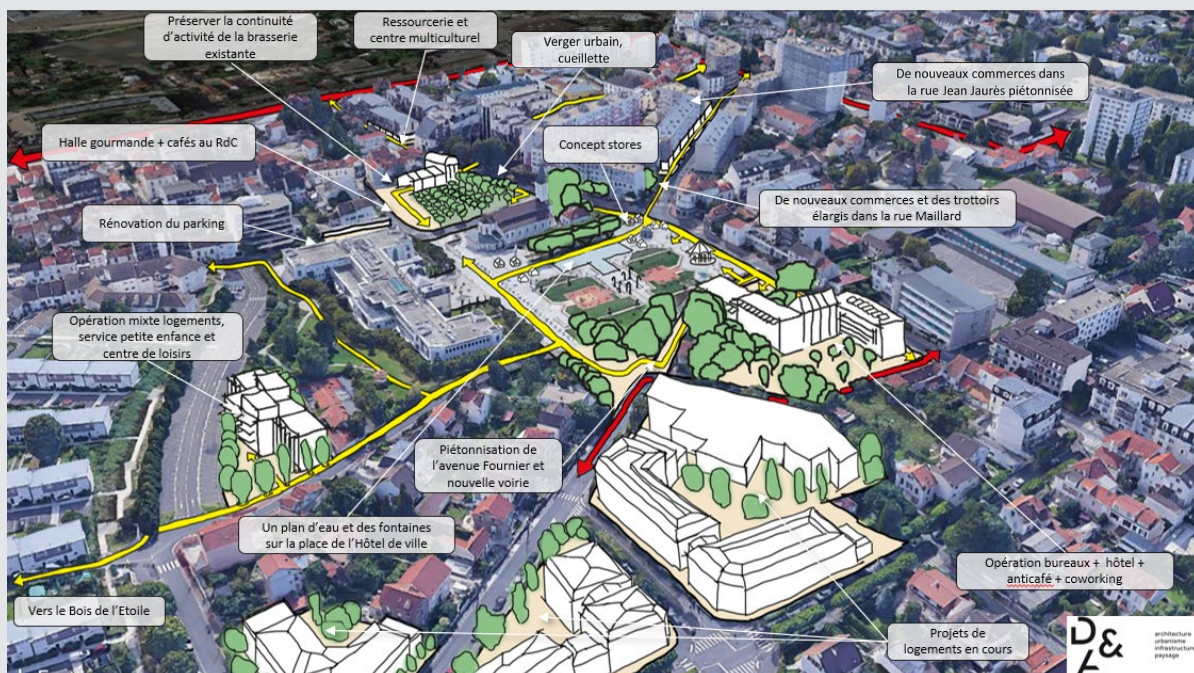 Préserver la continuité
d'activité de la brasserie
existante
Ressourcerie et
centre multiculturel
Verger urbain,
cueillette
De nouveaux commerces dans
la rue Jean Jaurès piétonnisée
Halle gourmande + cafés au RdC
Concept stores
De nouveaux commerces et des trottoirs
élargis dans la rue Maillard
Rénovation du parking
Opération mixte logements,
service petite enfance et
centre de loisirs
Piétonnisation de
l'avenue Fournier et
nouvelle voirie
Un plan d'eau et des fontaines
sur la place de l'Hôtel de ville
Opération bureaux + hôtel +
anticafé + coworking
Vers le Bois de l'Etoile
Projets de
logements en cours
D&A
architecture
urbanisme
infrastructure
paysage